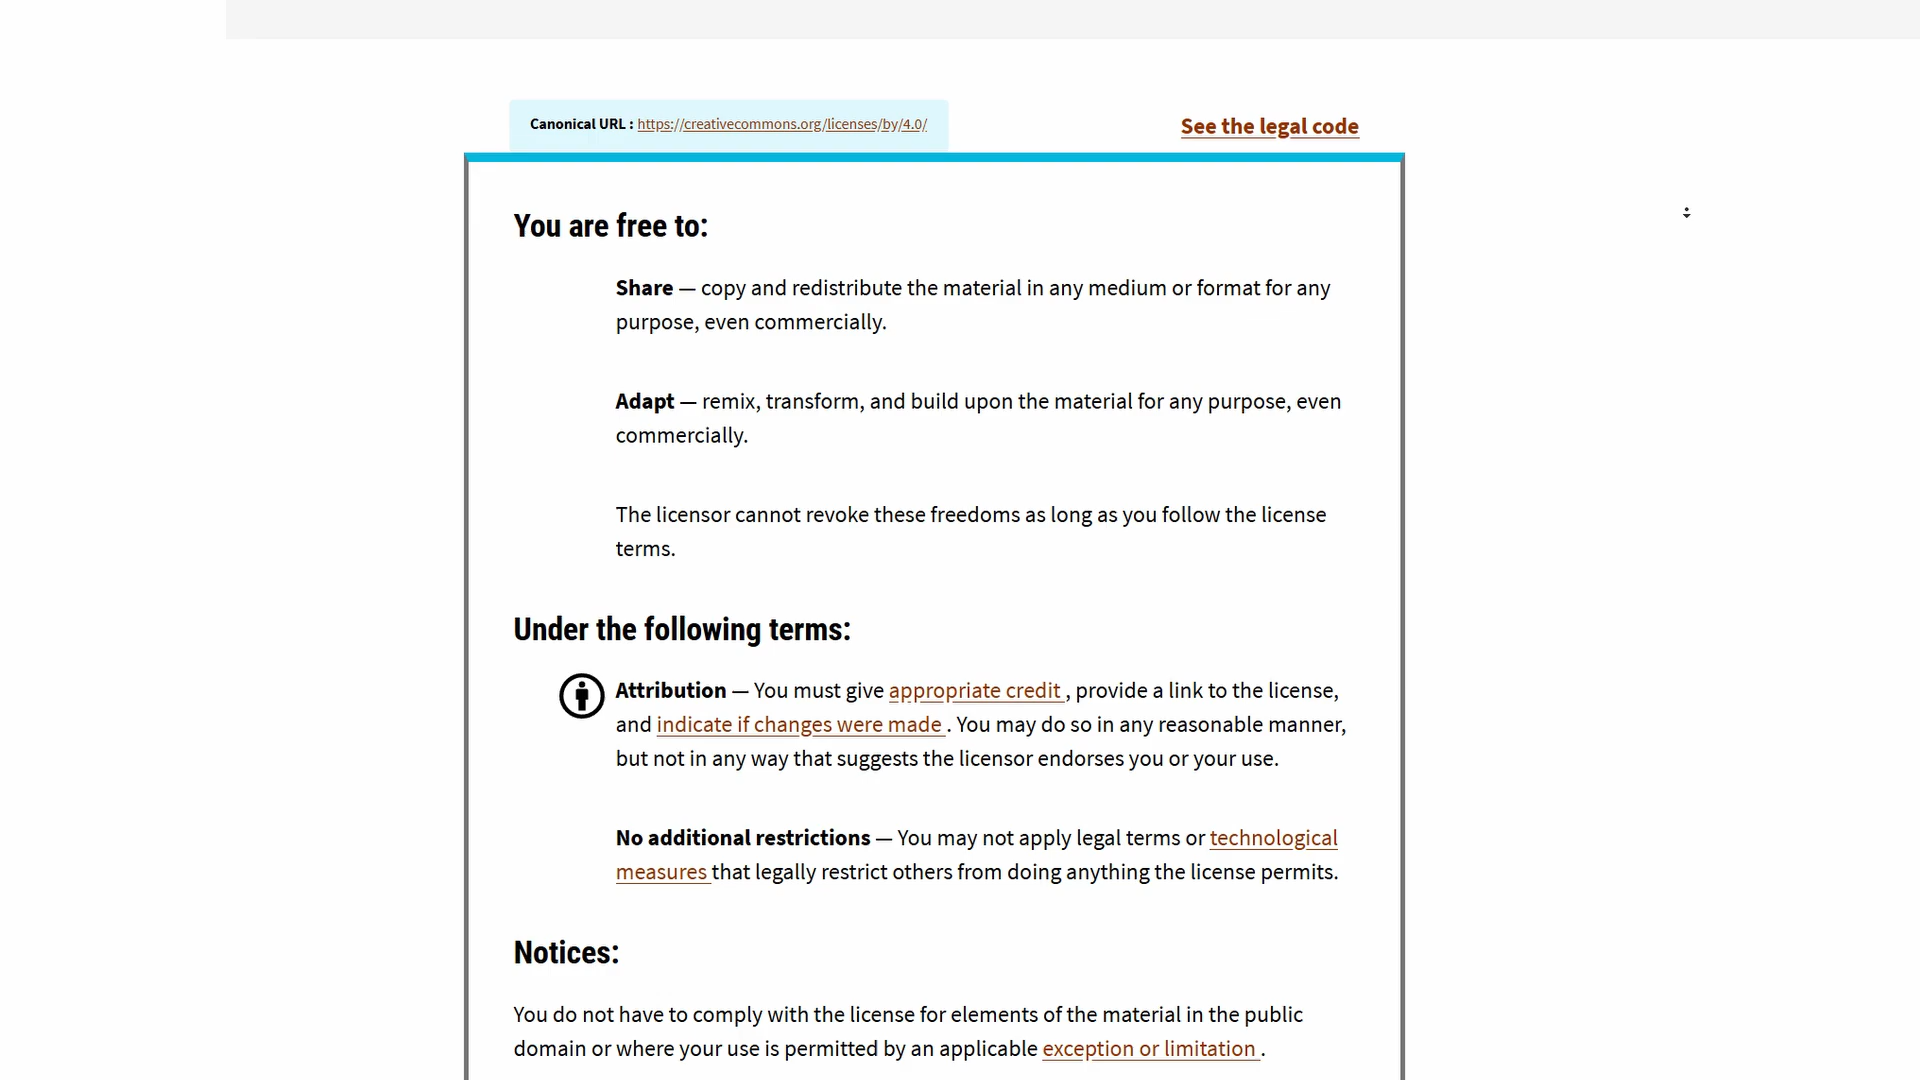 Canonical URL : https://creativecommons.org/licenses/by/4.0/
See the legal code
You are free to:
Share — copy and redistribute the material in any medium or format for any
purpose, even commercially.
Adapt — remix, transform, and build upon the material for any purpose, even
commercially.
The licensor cannot revoke these freedoms as long as you follow the license
terms.
Under the following terms:
Attribution — You must give appropriate credit , provide a link to the license,
and indicate if changes were made . You may do so in any reasonable manner,
but not in any way that suggests the licensor endorses you or your use.
No additional restrictions — You may not apply legal terms or technological
measures that legally restrict others from doing anything the license permits.
Notices:
You do not have to comply with the license for elements of the material in the public
domain or where your use is permitted by an applicable exception or limitation .